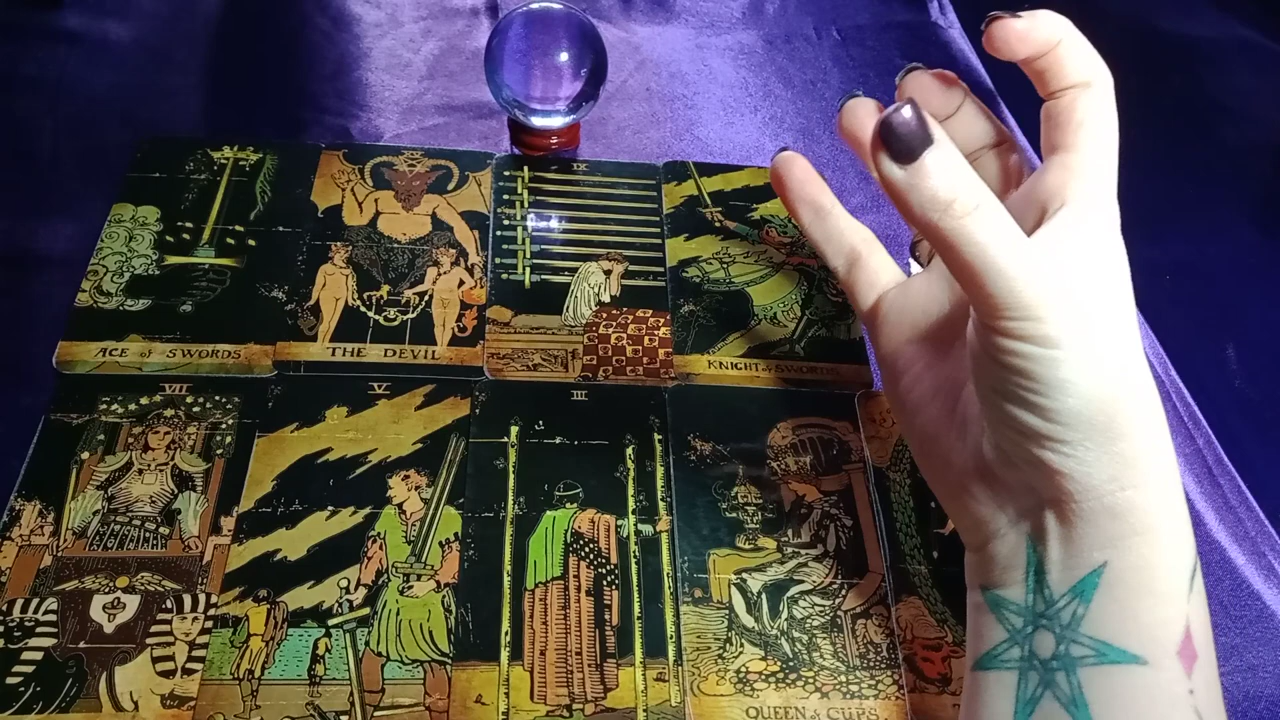 IX
ACE of SWORDS
THE DEVIL
KNIGHT of SWORDS
VII
V
III
QUEEN of CUPS